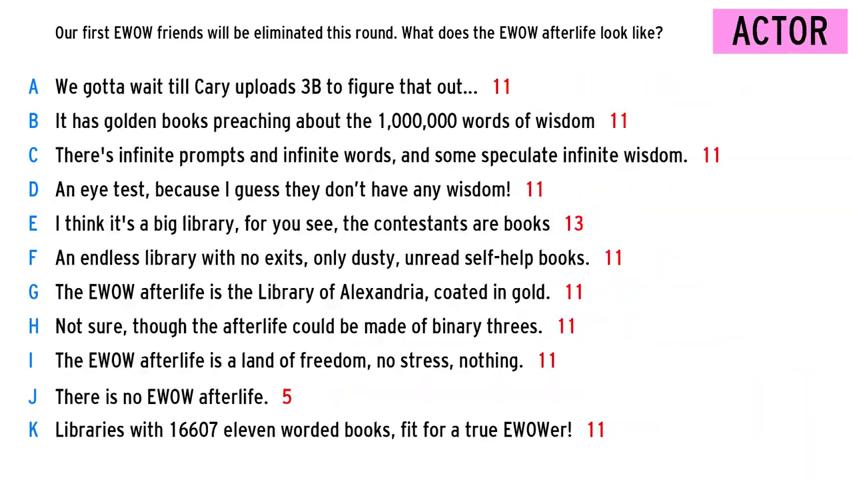 Our first EWOW friends will be eliminated this round. What does the EWOW afterlife look like?
ACTOR
A We gotta wait till Cary uploads 3B to figure that out... 11
B It has golden books preaching about the 1,000,000 words of wisdom 11
C There's infinite prompts and infinite words, and some speculate infinite wisdom. 11
D An eye test, because I guess they don’t have any wisdom! 11
E I think it's a big library, for you see, the contestants are books 13
F An endless library with no exits, only dusty, unread self-help books. 11
G The EWOW afterlife is the Library of Alexandria, coated in gold. 11
H Not sure, though the afterlife could be made of binary threes. 11
I The EWOW afterlife is a land of freedom, no stress, nothing. 11
J There is no EWOW afterlife. 5
K Libraries with 16607 eleven worded books, fit for a true EWOWer! 11